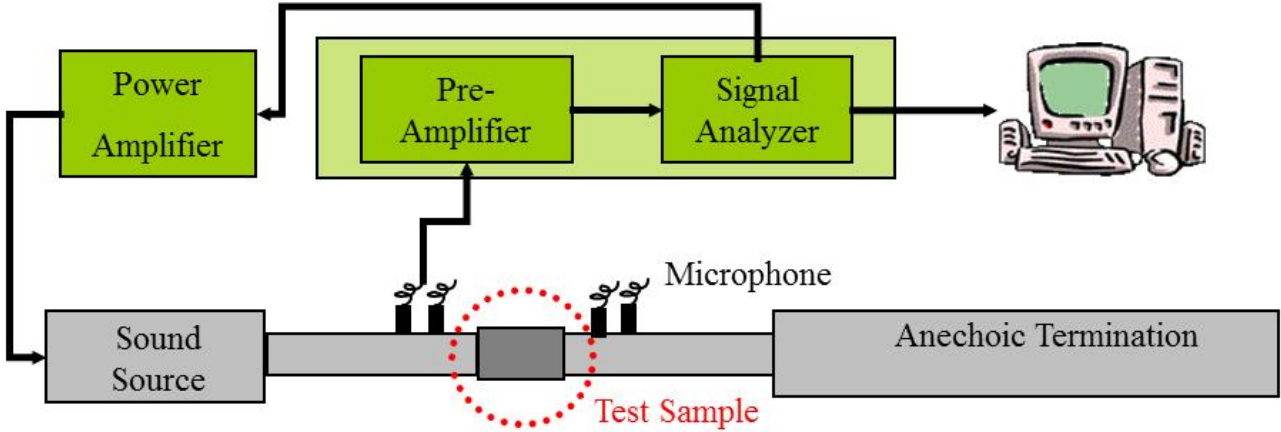 Power
Amplifier
Pre-
Amplifier
Signal
Analyzer
Microphone
Sound
Source
Anechoic Termination
Test Sample